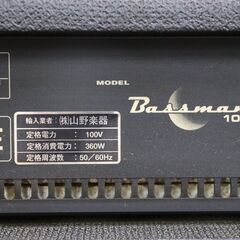 MODEL
Bassman
10
輸入業者：㈱山野楽器
定格電力：100V
定格消費電力：360W
定格周波数：50／60Hz
E